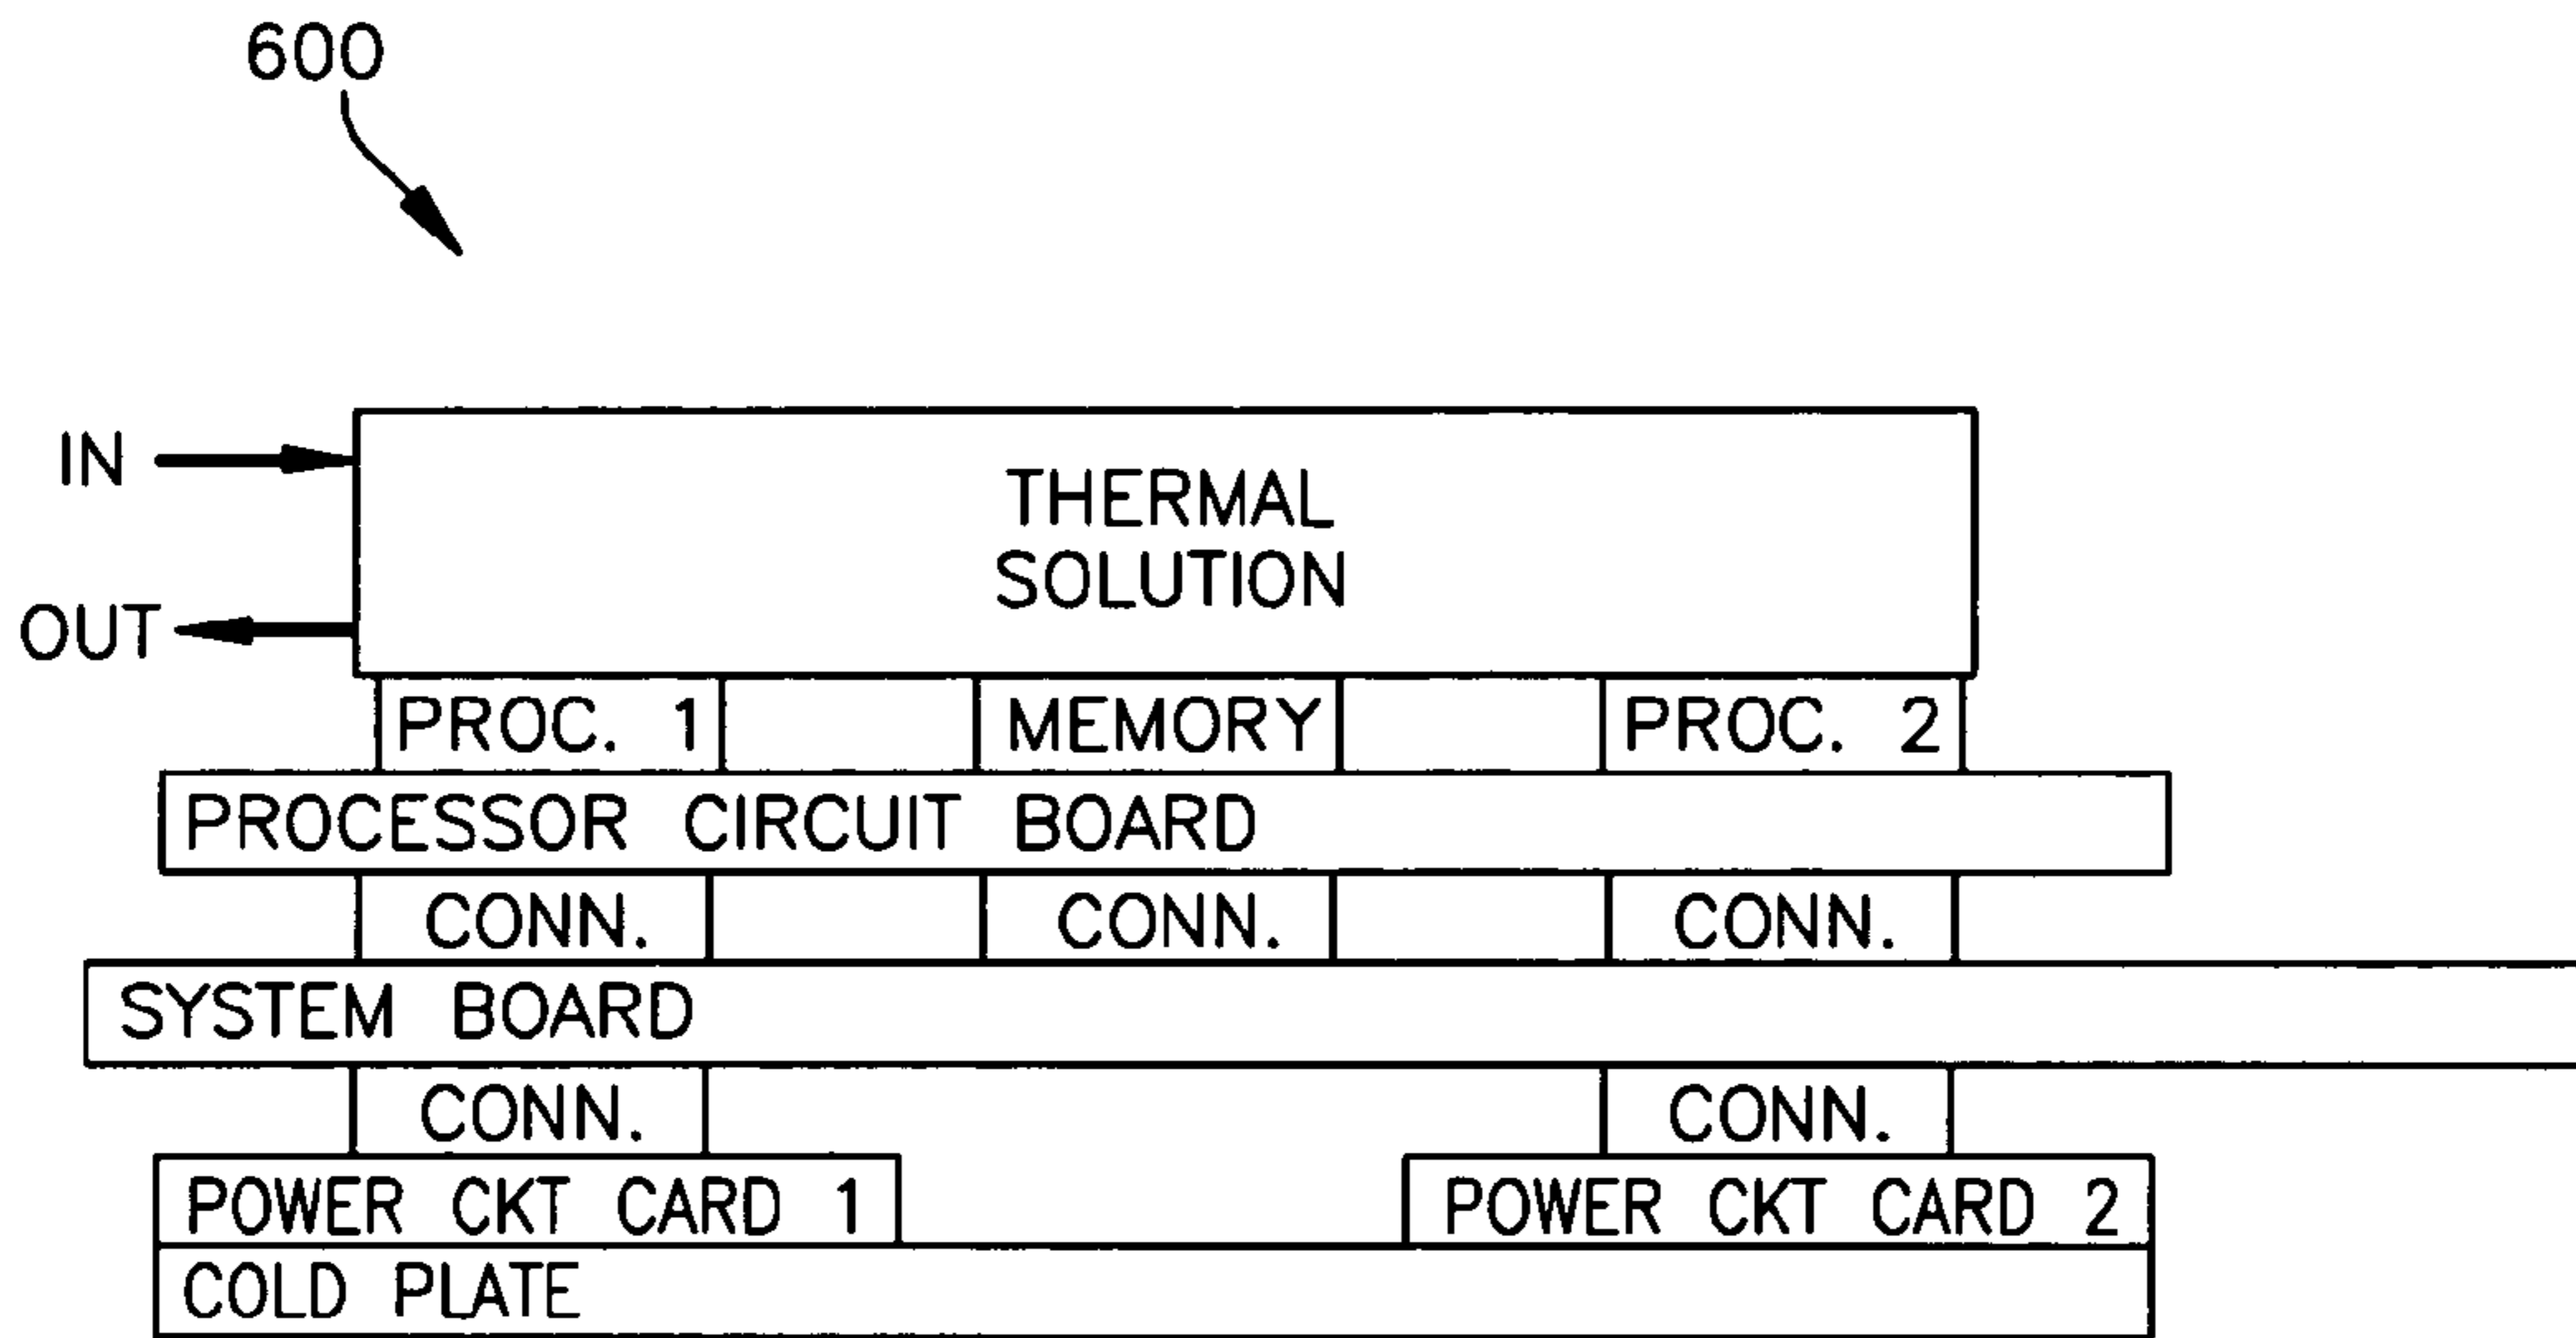 600
IN
THERMAL
SOLUTION
OUT
PROC. 1 MEMORY PROC. 2
PROCESSOR CIRCUIT BOARD
CONN. CONN. CONN.
SYSTEM BOARD
CONN. CONN.
POWER CKT CARD 1 POWER CKT CARD 2
COLD PLATE